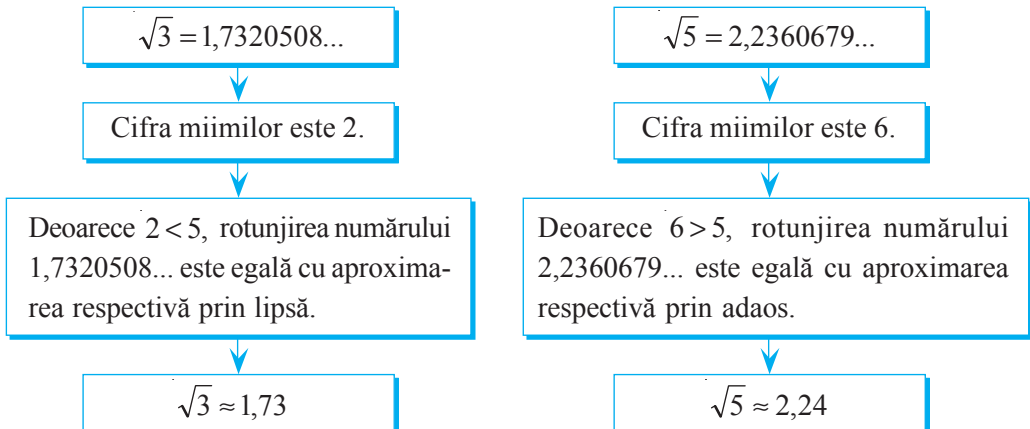 √3 = 1,7320508...
Cifra miimilor este 2.
Deoarece 2 < 5, rotunjirea numărului
1,7320508... este egală cu aproxima-
rea respectivă prin lipsă.
√3 ≈ 1,73
√5 = 2,2360679...
Cifra miimilor este 6.
Deoarece 6 > 5, rotunjirea numărului
2,2360679... este egală cu aproximarea
respectivă prin adaos.
√5 ≈ 2,24